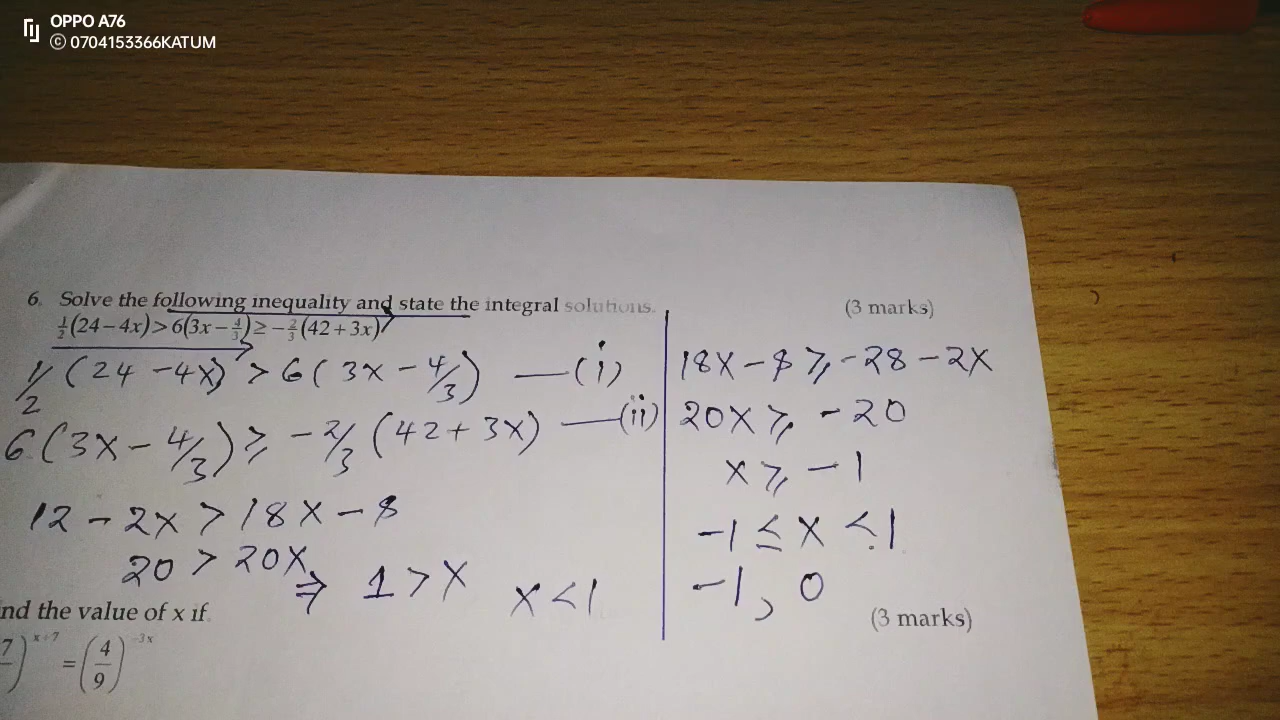 OPPO A76
© 0704153366KATUM
6. Solve the following inequality and state the integral solutions. (3 marks)
½(24−4x)>6(3x−4/3)≥−⅔(42+3x)
1/2 (24 −4x) > 6( 3x − 4/3) —(i)
6(3x − 4/3) ≥ −2/3 (42+3x) —(ii)
12 − 2x > 18x − 8
20 > 20x ⇒ 1 > x x < 1
18x − 8 ≥ −28 − 2x
20x ≥ −20
x ≥ −1
−1 ≤ x < 1
−1, 0
nd the value of x if (3 marks)
7)^(x+7) = (4/9)^(−3x)